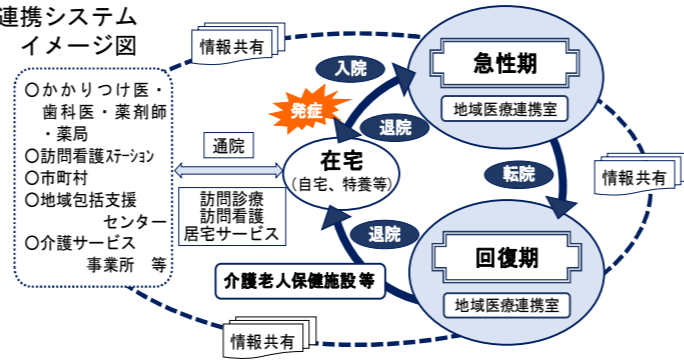 連携システム
イメージ図
情報共有
急性期
地域医療連携室
入院
発症
退院
○かかりつけ医・
歯科医・薬剤師
・薬局
○訪問看護ステーション
○市町村
○地域包括支援
センター
○介護サービス
事業所 等
通院
訪問診療
訪問看護
居宅サービス
在宅
（自宅、特養等）
転院
情報共有
退院
介護老人保健施設等
回復期
地域医療連携室
情報共有